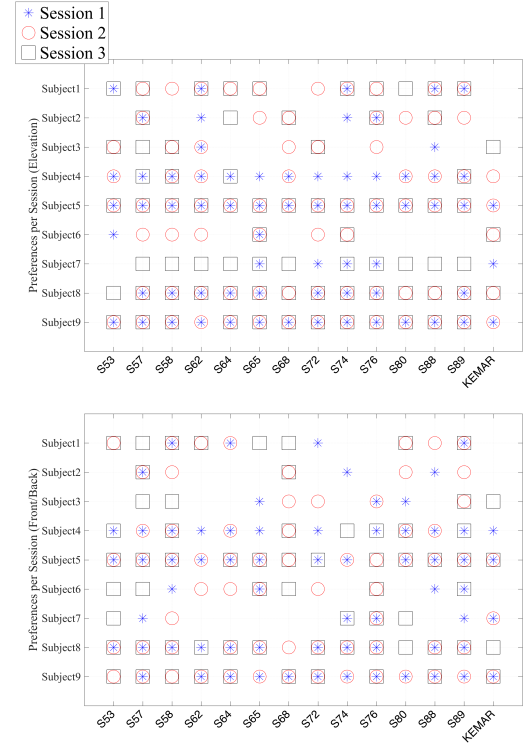 Session 1
Session 2
Session 3
Preferences per Session (Elevation)
Subject1
Subject2
Subject3
Subject4
Subject5
Subject6
Subject7
Subject8
Subject9
S53 S57 S58 S62 S64 S65 S68 S72 S74 S76 S80 S88 S89 KEMAR
Preferences per Session (Front/Back)
Subject1
Subject2
Subject3
Subject4
Subject5
Subject6
Subject7
Subject8
Subject9
S53 S57 S58 S62 S64 S65 S68 S72 S74 S76 S80 S88 S89 KEMAR